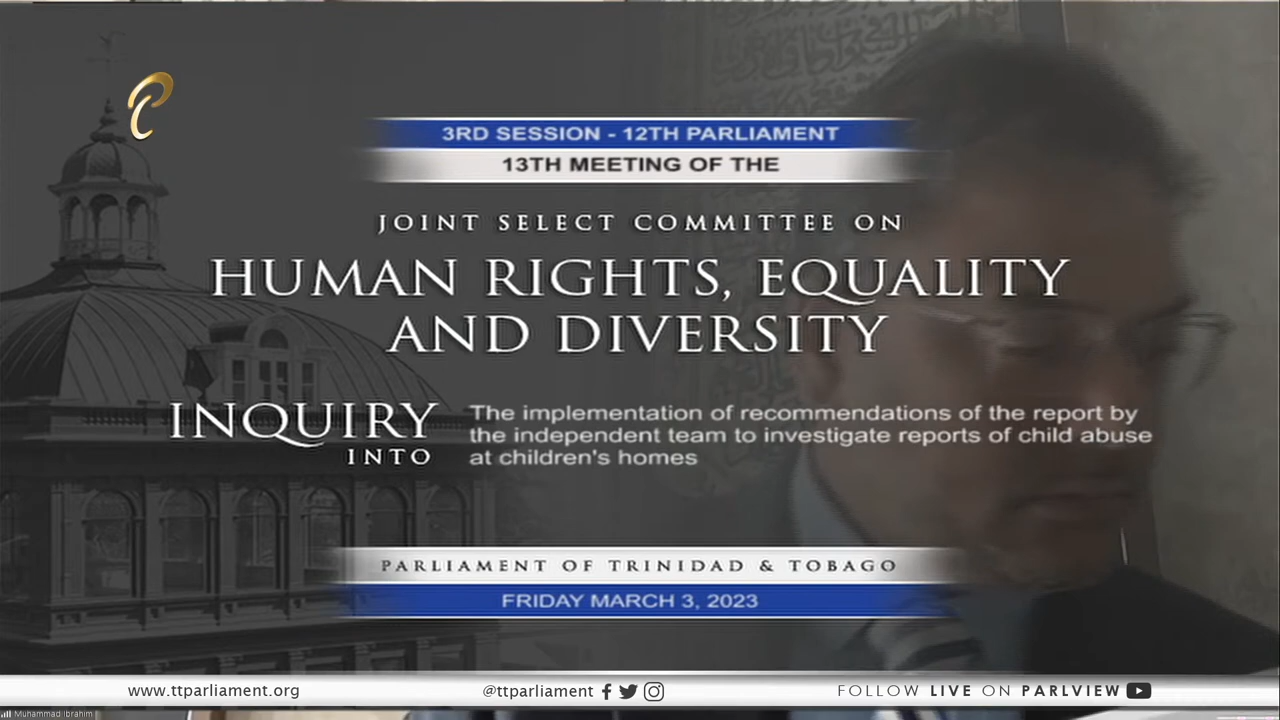 3RD SESSION - 12TH PARLIAMENT
13TH MEETING OF THE
JOINT SELECT COMMITTEE ON
HUMAN RIGHTS, EQUALITY
AND DIVERSITY
INQUIRY
INTO
The implementation of recommendations of the report by
the independent team to investigate reports of child abuse
at children's homes
PARLIAMENT OF TRINIDAD & TOBAGO
FRIDAY MARCH 3, 2023
www.ttparliament.org
@ttparliament
FOLLOW LIVE ON PARLVIEW
Muhammad Ibrahim